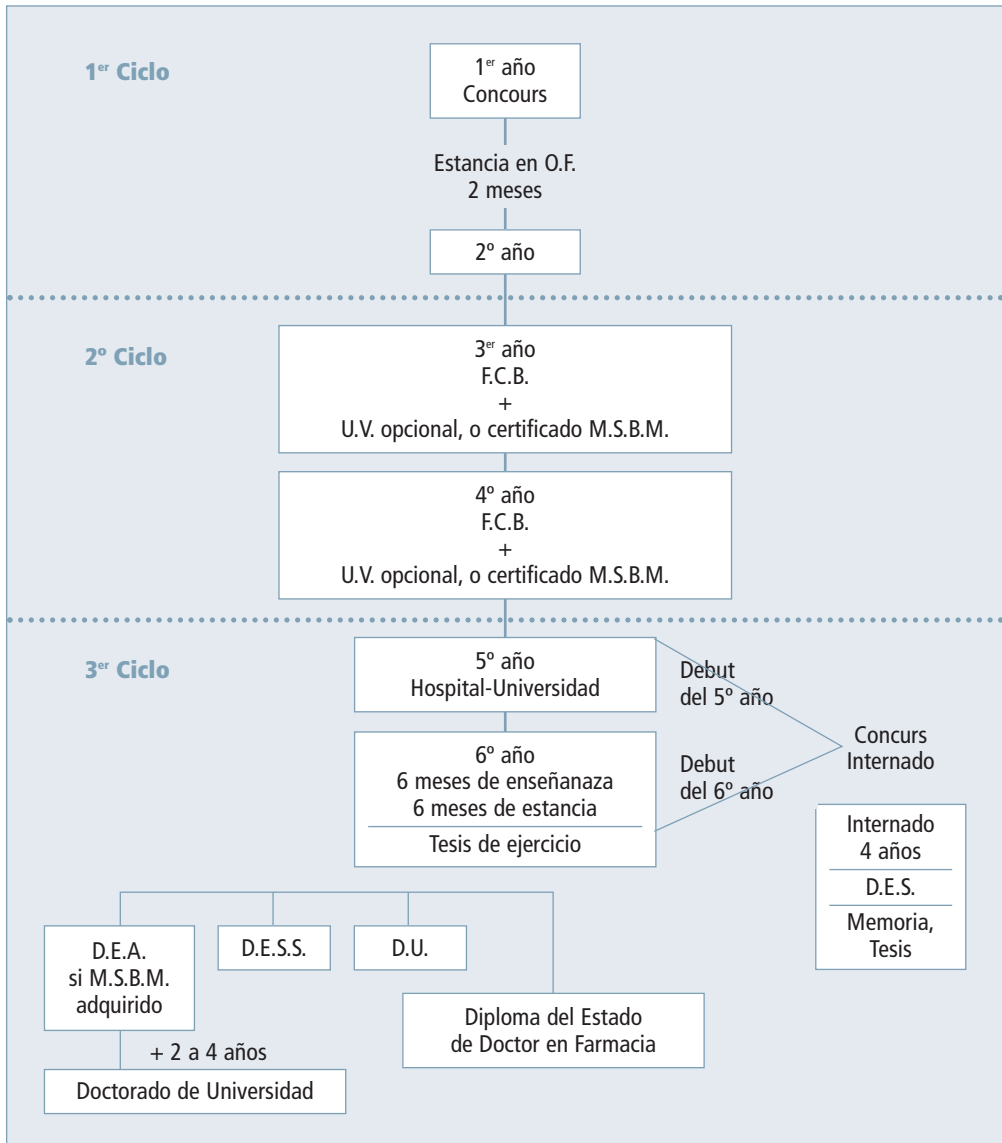 1er Ciclo
1er año
Concours
Estancia en O.F.
2 meses
2º año
2º Ciclo
3er año
F.C.B.
+
U.V. opcional, o certificado M.S.B.M.
4º año
F.C.B.
+
U.V. opcional, o certificado M.S.B.M.
3er Ciclo
5º año
Hospital-Universidad
Debut
del 5º año
6º año
6 meses de enseñanaza
6 meses de estancia
Tesis de ejercicio
Debut
del 6º año
Concurs
Internado
Internado
4 años
D.E.S.
Memoria,
Tesis
D.E.A.
si M.S.B.M.
adquirido
D.E.S.S.
D.U.
Diploma del Estado
de Doctor en Farmacia
+ 2 a 4 años
Doctorado de Universidad